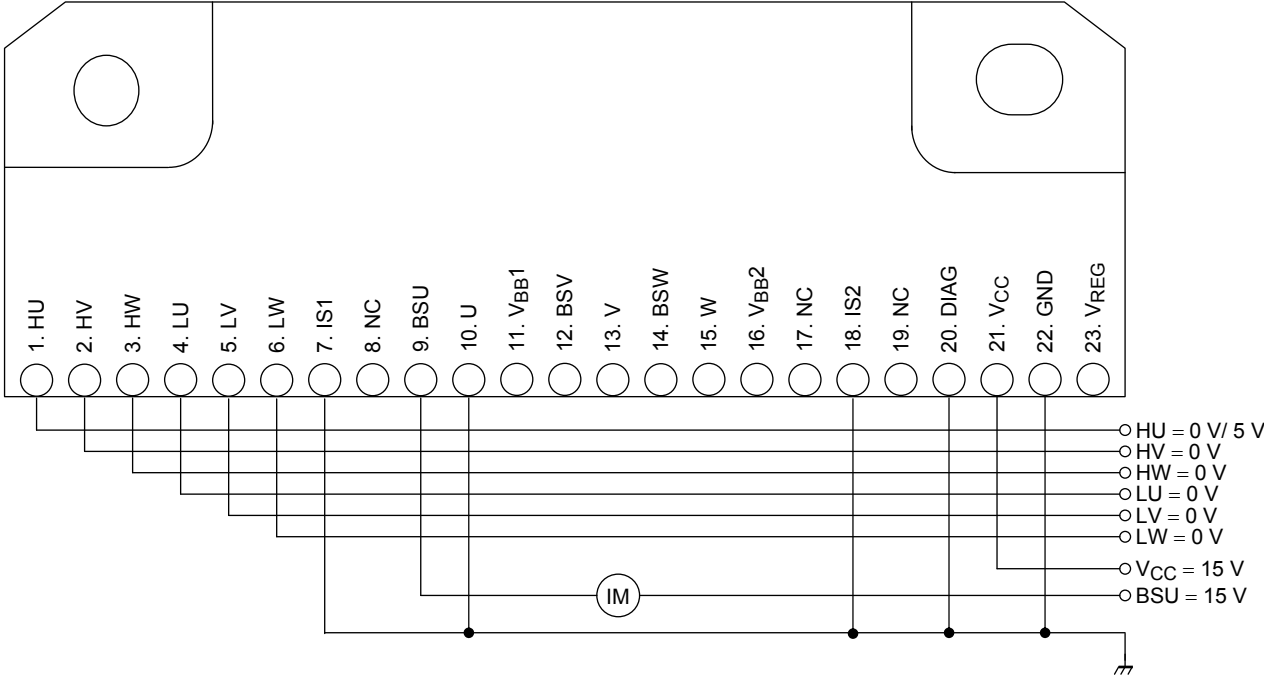 1. HU
2. HV
3. HW
4. LU
5. LV
6. LW
7. IS1
8. NC
9. BSU
10. U
11. VBB1
12. BSV
13. V
14. BSW
15. W
16. VBB2
17. NC
18. IS2
19. NC
20. DIAG
21. VCC
22. GND
23. VREG
HU = 0 V/ 5 V
HV = 0 V
HW = 0 V
LU = 0 V
LV = 0 V
LW = 0 V
VCC = 15 V
IM
BSU = 15 V